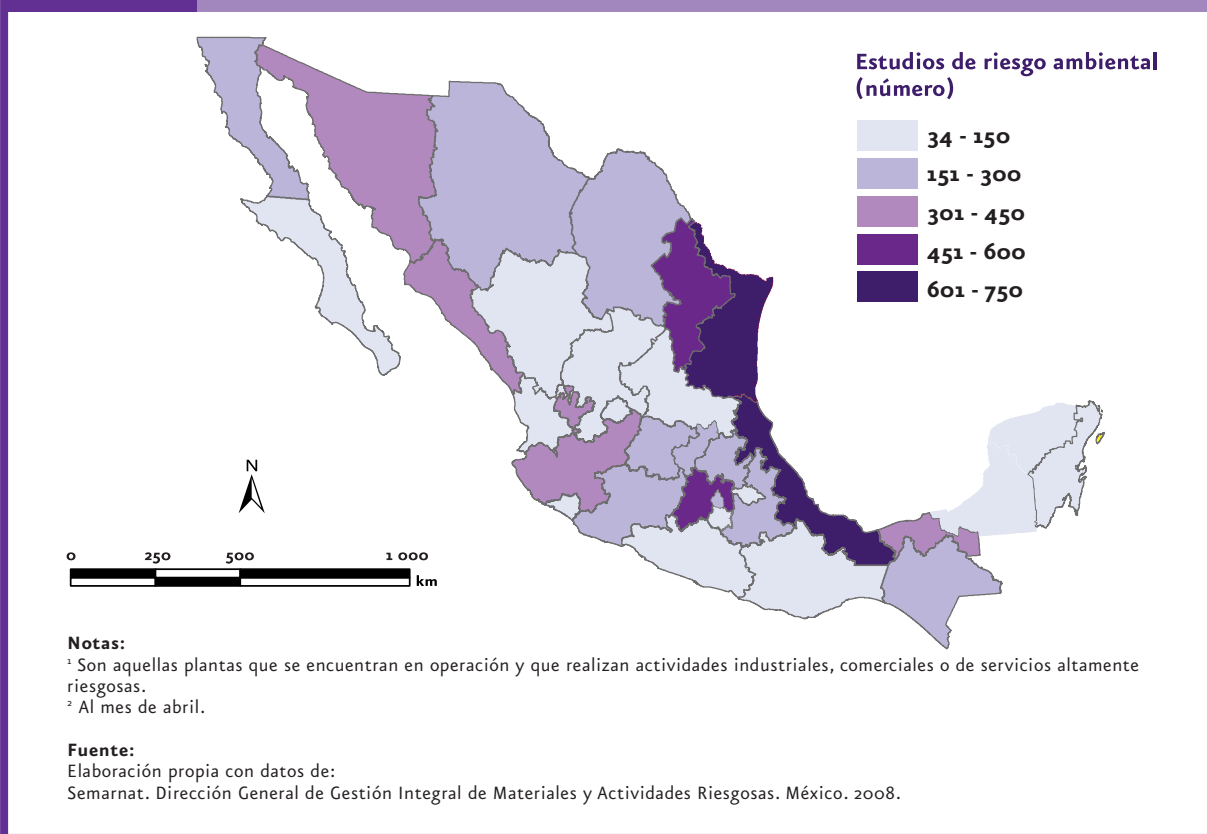 Estudios de riesgo ambiental
(número)
34 - 150
151 - 300
301 - 450
451 - 600
601 - 750
N
0 250 500 1 000
km
Notas:
¹ Son aquellas plantas que se encuentran en operación y que realizan actividades industriales, comerciales o de servicios altamente
riesgosas.
² Al mes de abril.
Fuente:
Elaboración propia con datos de:
Semarnat. Dirección General de Gestión Integral de Materiales y Actividades Riesgosas. México. 2008.